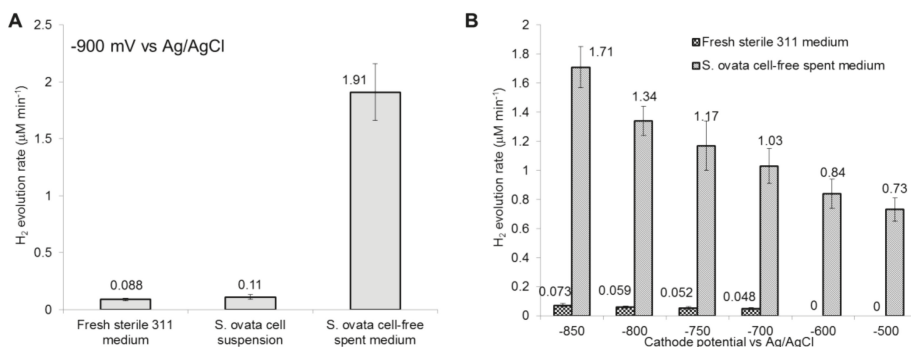 A
-900 mV vs Ag/AgCl
H₂ evolution rate (μM min⁻¹)
2.5
2
1.5
1
0.5
0
0.088
0.11
1.91
Fresh sterile 311
medium
S. ovata cell
suspension
S. ovata cell-free
spent medium
B
Fresh sterile 311 medium
S. ovata cell-free spent medium
H₂ evolution rate (μM min⁻¹)
2
1.8
1.6
1.4
1.2
1
0.8
0.6
0.4
0.2
0
1.71
1.34
1.17
1.03
0.84
0.73
0.073
0.059
0.052
0.048
0
0
-850
-800
-750
-700
-600
-500
Cathode potential vs Ag/AgCl